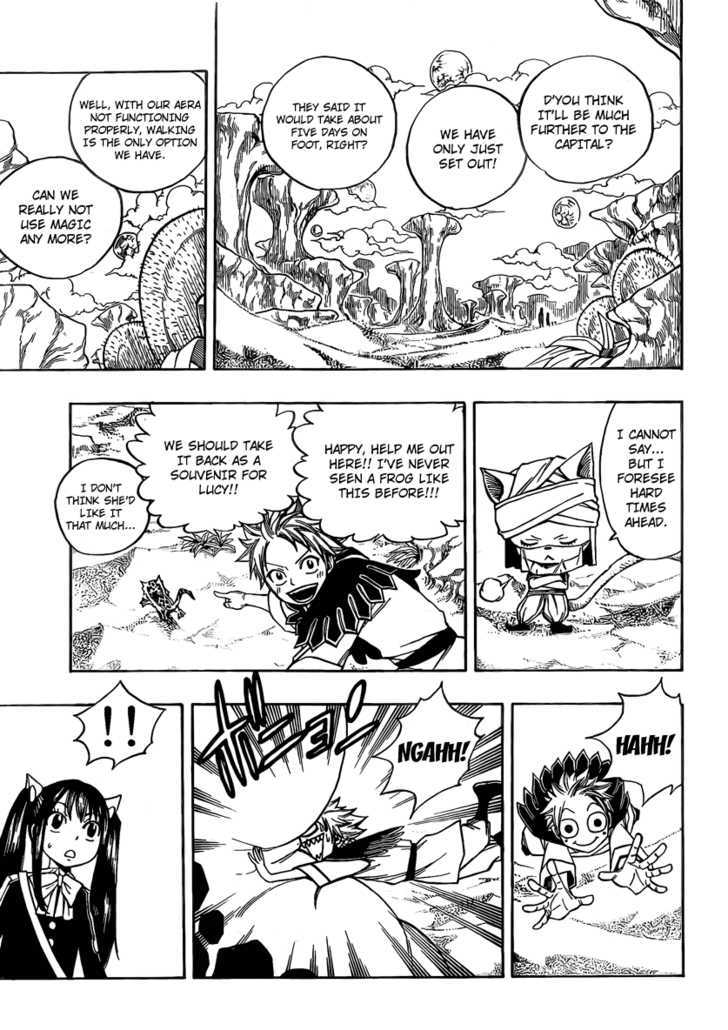 D'YOU THINK
IT'LL BE MUCH
FURTHER TO THE
CAPITAL?
WE HAVE
ONLY JUST
SET OUT!
THEY SAID IT
WOULD TAKE ABOUT
FIVE DAYS ON
FOOT, RIGHT?
WELL, WITH OUR AERA
NOT FUNCTIONING
PROPERLY, WALKING
IS THE ONLY OPTION
WE HAVE.
CAN WE
REALLY NOT
USE MAGIC
ANY MORE?
I CANNOT
SAY...
BUT I
FORESEE
HARD
TIMES
AHEAD.
HAPPY, HELP ME OUT
HERE!! I'VE NEVER
SEEN A FROG LIKE
THIS BEFORE!!!
WE SHOULD TAKE
IT BACK AS A
SOUVENIR FOR
LUCY!!
I DON'T
THINK SHE'D
LIKE IT
THAT MUCH...
HAHH!
NGAHH!
ボニョン
!!